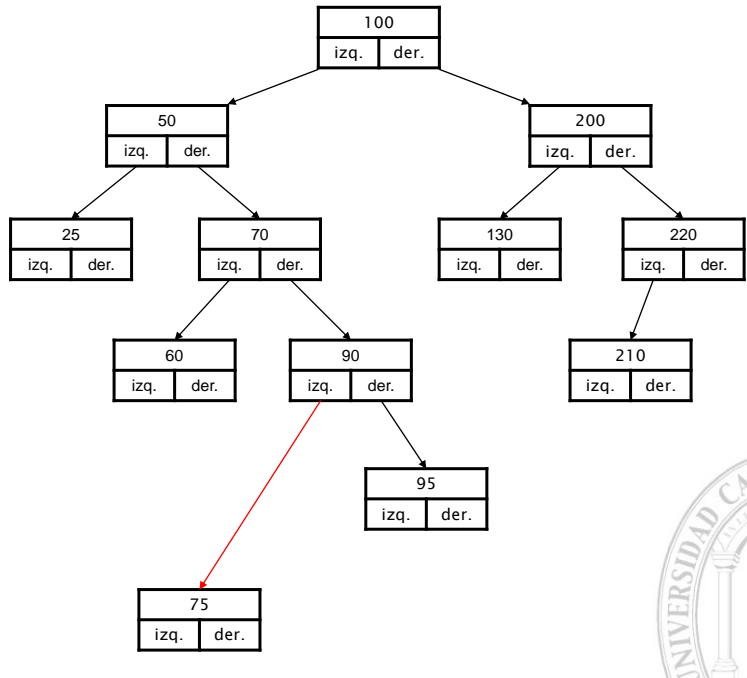 100
izq. der.
50
izq. der.
200
izq. der.
25
izq. der.
70
izq. der.
130
izq. der.
220
izq. der.
60
izq. der.
90
izq. der.
210
izq. der.
95
izq. der.
75
izq. der.
UNIVERSIDAD